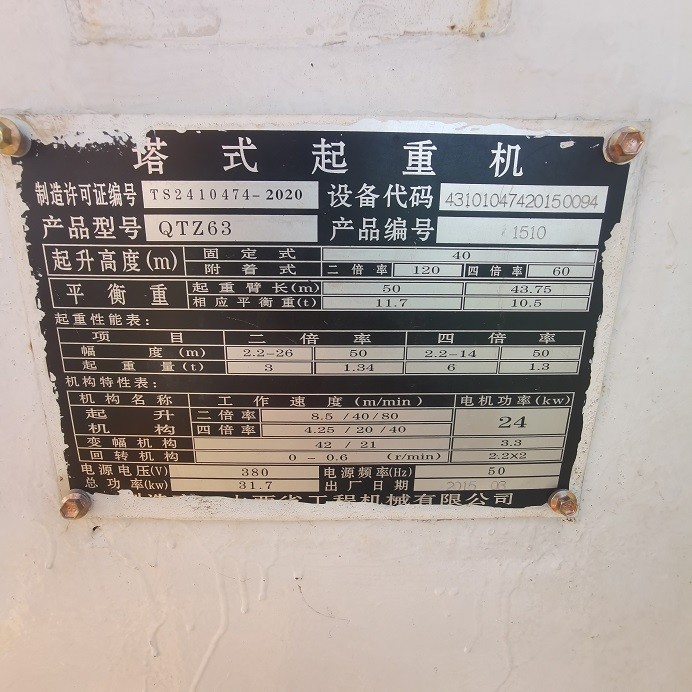 塔式起重机
制造许可证编号 TS2410474-2020 设备代码 43101047420150094
产品型号 QTZ63 产品编号 1510
起升高度(m) 固定式 40
附着式 二倍率 120 四倍率 60
平衡重 起重臂长(m) 50 43.75
相应平衡重(t) 11.7 10.5
起重性能表:
项目 二倍率 四倍率
幅度(m) 2.2-26 50 2.2-14 50
起重量(t) 3 1.34 6 1.3
机构特性表:
机构名称 工作速度(m/min) 电机功率(kw)
起升机构 二倍率 8.5/40/80 24
四倍率 4.25/20/40
变幅机构 42/21 3.3
回转机构 0-0.6 (r/min) 2.2×2
电源电压(V) 380 电源频率(Hz) 50
总功率(kw) 31.7 出厂日期 2015.03
山西省工程机械有限公司